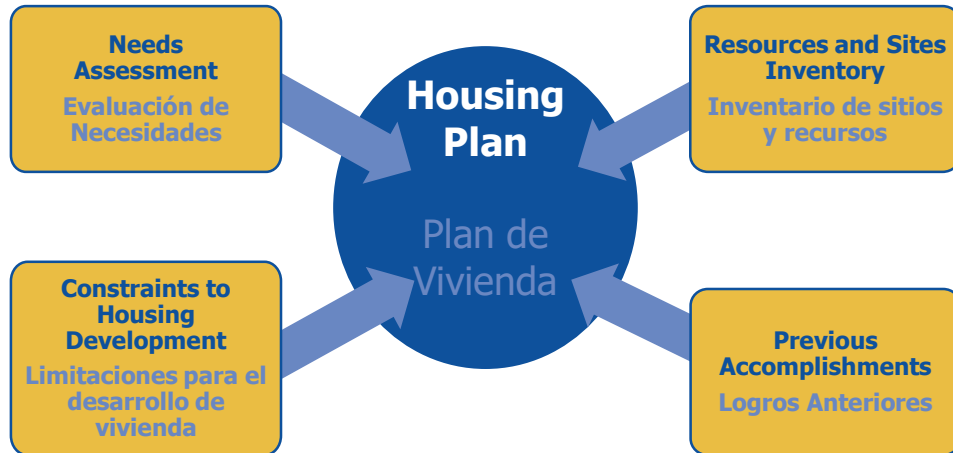 Needs
Assessment
Evaluación de
Necesidades
Housing
Plan
Plan de
Vivienda
Resources and Sites
Inventory
Inventario de sitios
y recursos
Constraints to
Housing
Development
Limitaciones para el
desarrollo de
vivienda
Previous
Accomplishments
Logros Anteriores